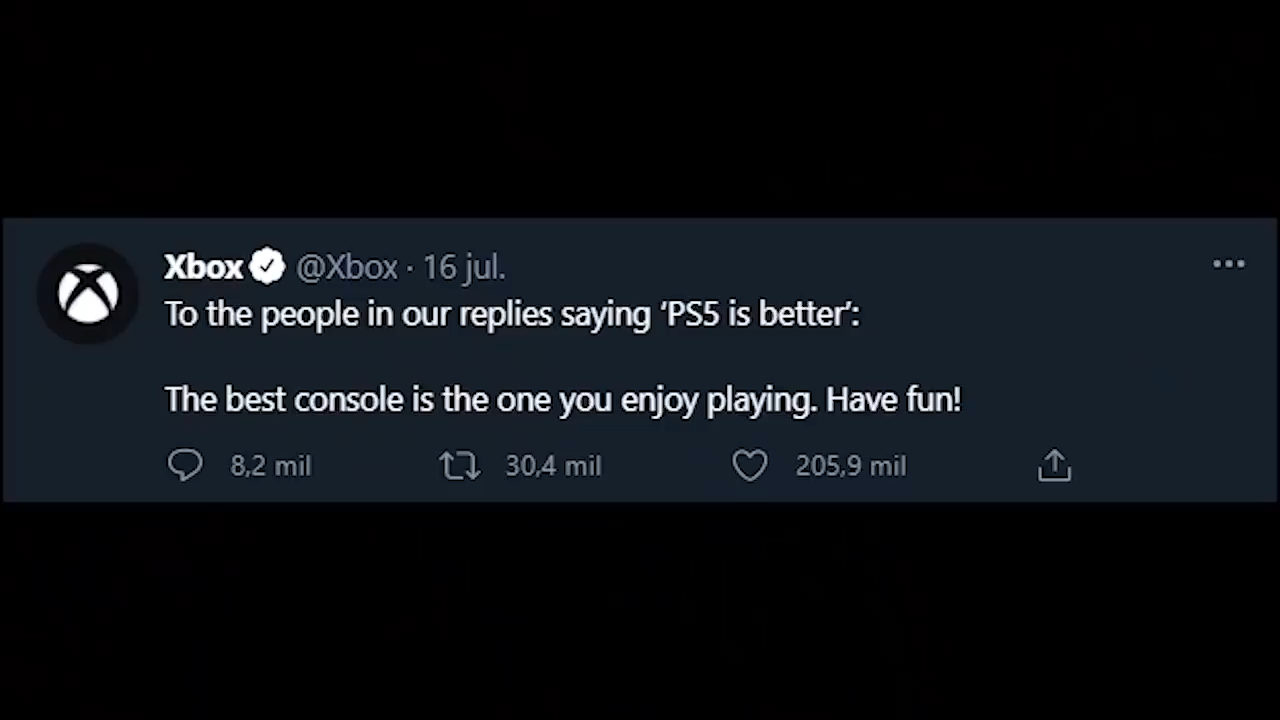 Xbox @Xbox · 16 jul.
To the people in our replies saying ‘PS5 is better’:
The best console is the one you enjoy playing. Have fun!
8,2 mil 30,4 mil 205,9 mil